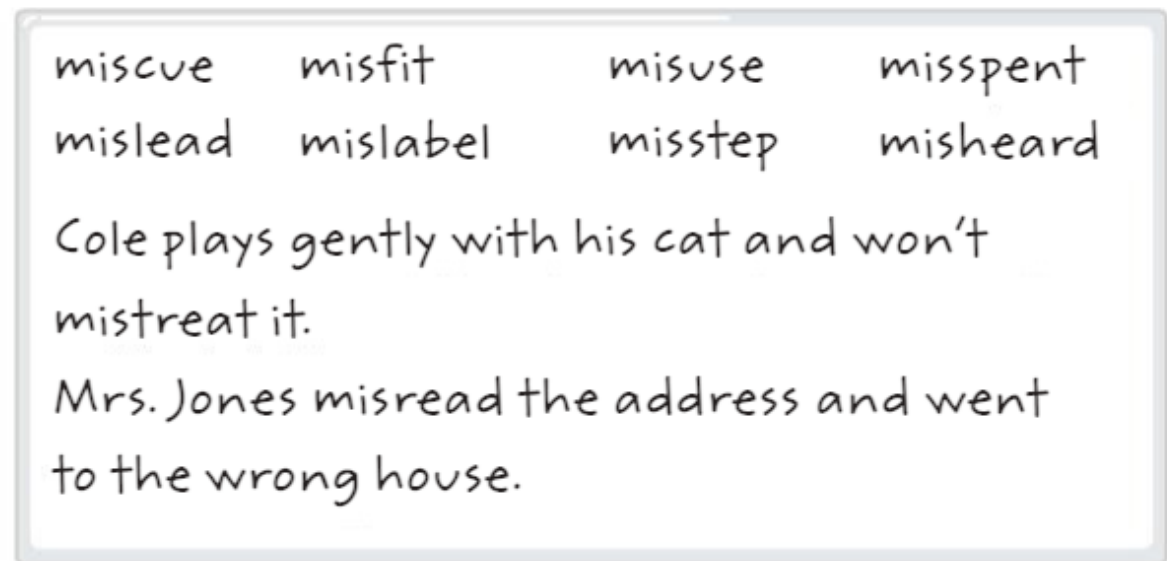 miscue misfit misuse misspent
mislead mislabel misstep misheard
Cole plays gently with his cat and won't
mistreat it.
Mrs. Jones misread the address and went
to the wrong house.